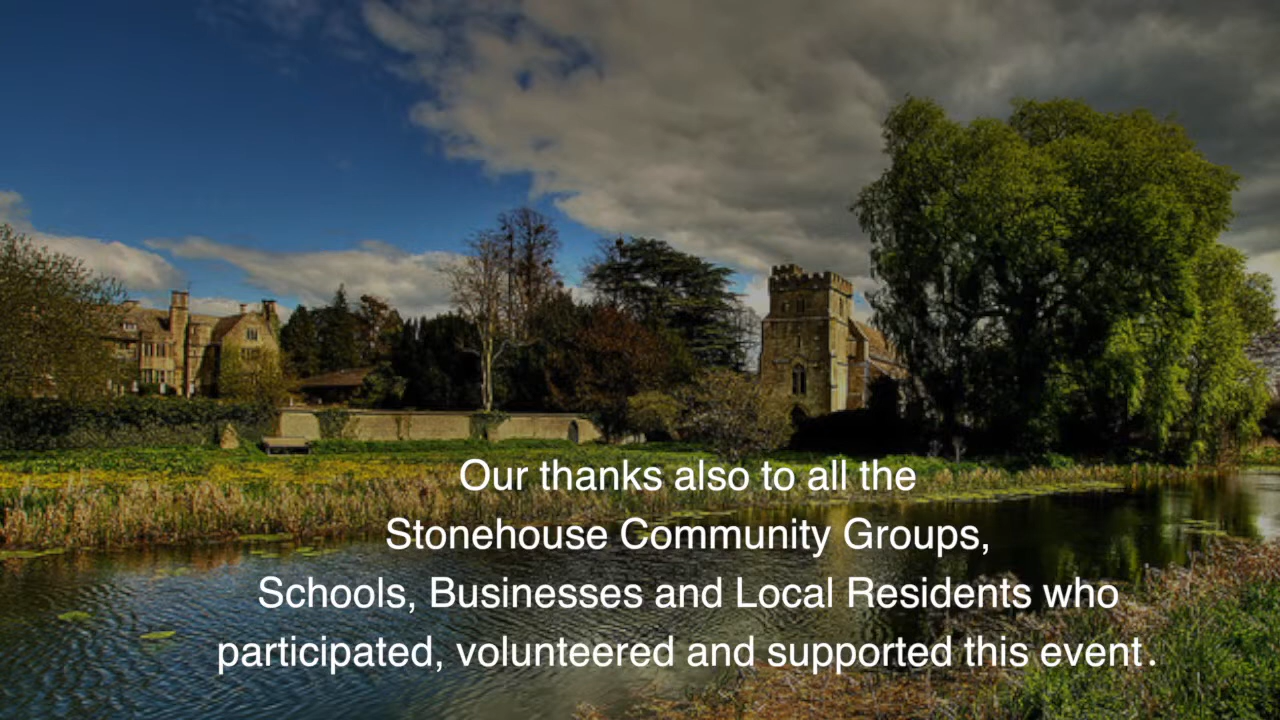 Our thanks also to all the
Stonehouse Community Groups,
Schools, Businesses and Local Residents who
participated, volunteered and supported this event.